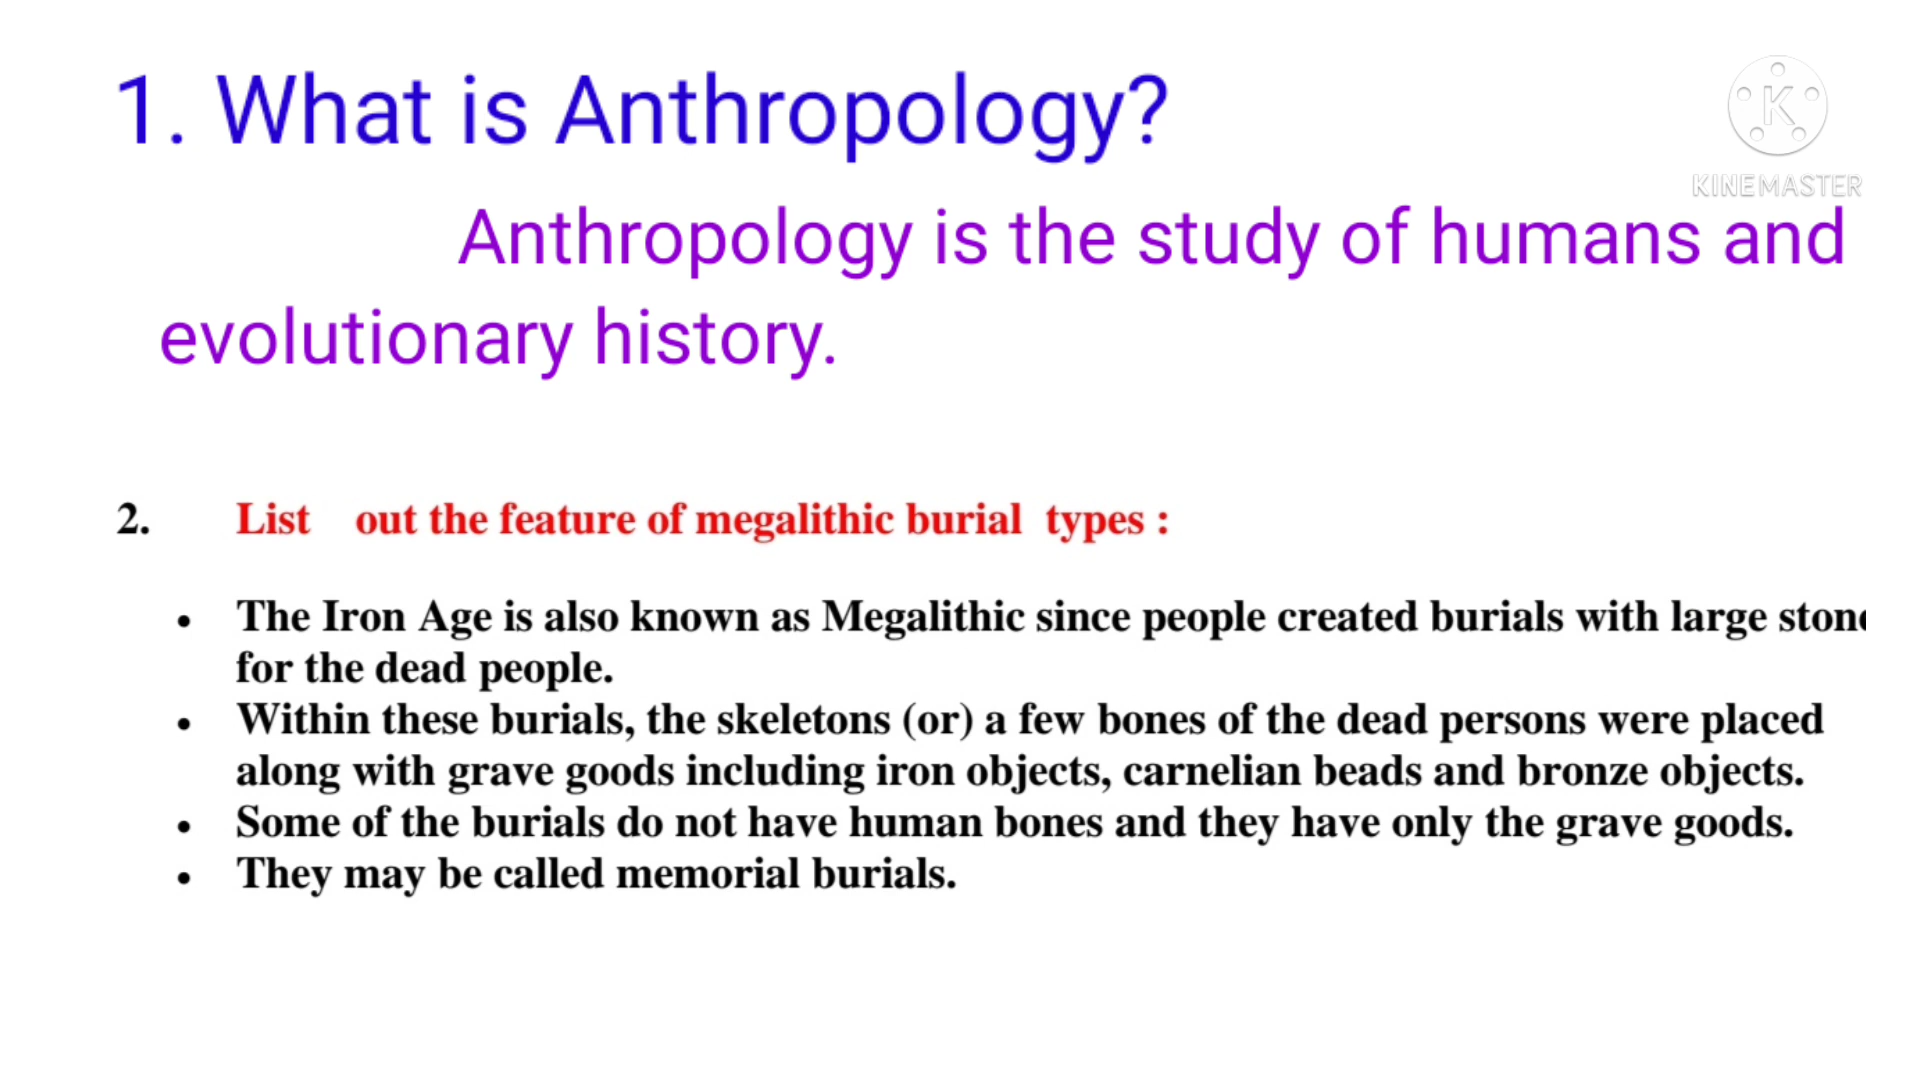 1. What is Anthropology?
K
KINEMASTER
Anthropology is the study of humans and
evolutionary history.
2. List out the feature of megalithic burial types :
• The Iron Age is also known as Megalithic since people created burials with large
for the dead people.
• Within these burials, the skeletons (or) a few bones of the dead persons were placed
along with grave goods including iron objects, carnelian beads and bronze objects.
• Some of the burials do not have human bones and they have only the grave goods.
• They may be called memorial burials.